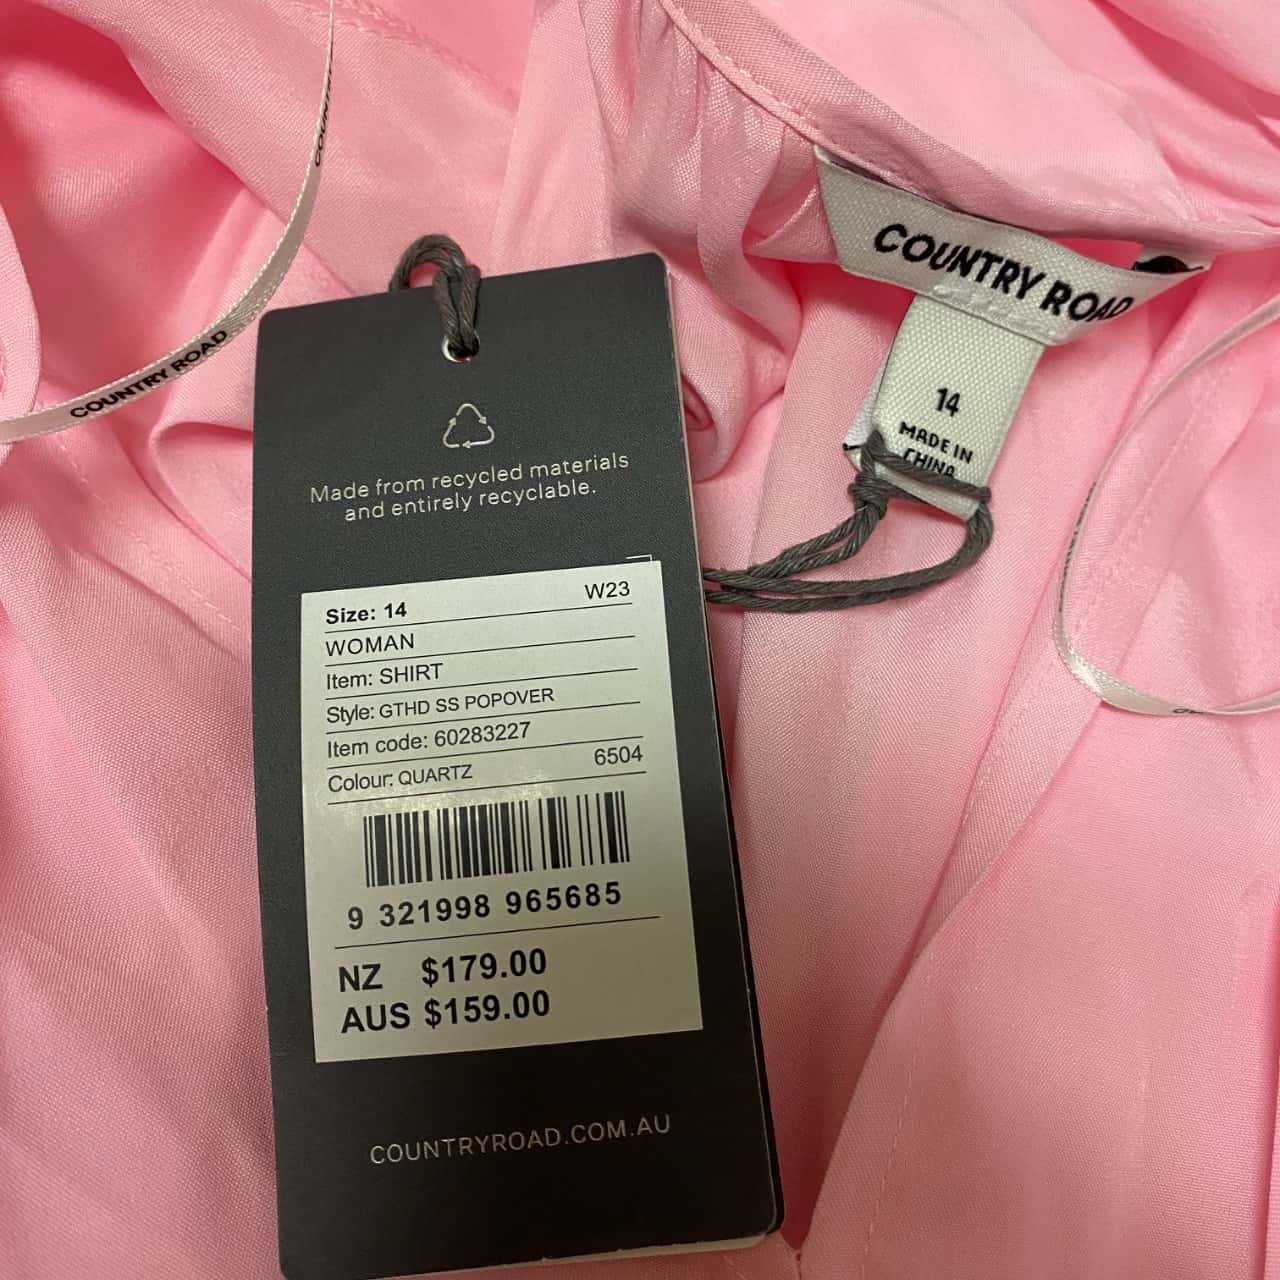 COUNTRY ROAD
COUNTRY ROAD
14
MADE IN
CHINA
Made from recycled materials
and entirely recyclable.
Size: 14 W23
WOMAN
Item: SHIRT
Style: GTHD SS POPOVER
Item code: 60283227
Colour: QUARTZ 6504
9 321998 965685
NZ $179.00
AUS $159.00
COUNTRYROAD.COM.AU